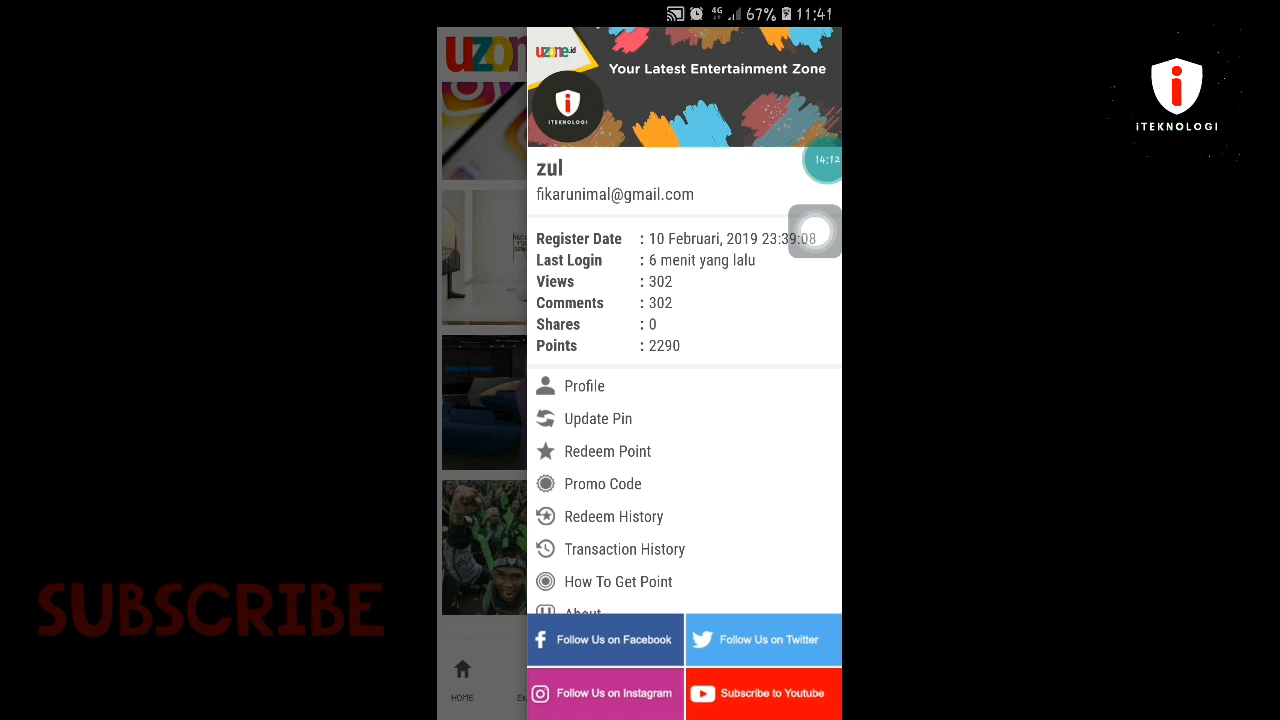 4G 67% 11:41
uzone.id
Your Latest Entertainment Zone
iTEKNOLOGI
iTEKNOLOGI
zul
14:12
fikarunimal@gmail.com
Register Date : 10 Februari, 2019 23:39:08
Last Login : 6 menit yang lalu
Views : 302
Comments : 302
Shares : 0
Points : 2290
Profile
Update Pin
Redeem Point
Promo Code
Redeem History
Transaction History
How To Get Point
About
SUBSCRIBE
Follow Us on Facebook
Follow Us on Twitter
HOME
Follow Us on Instagram
Subscribe to Youtube